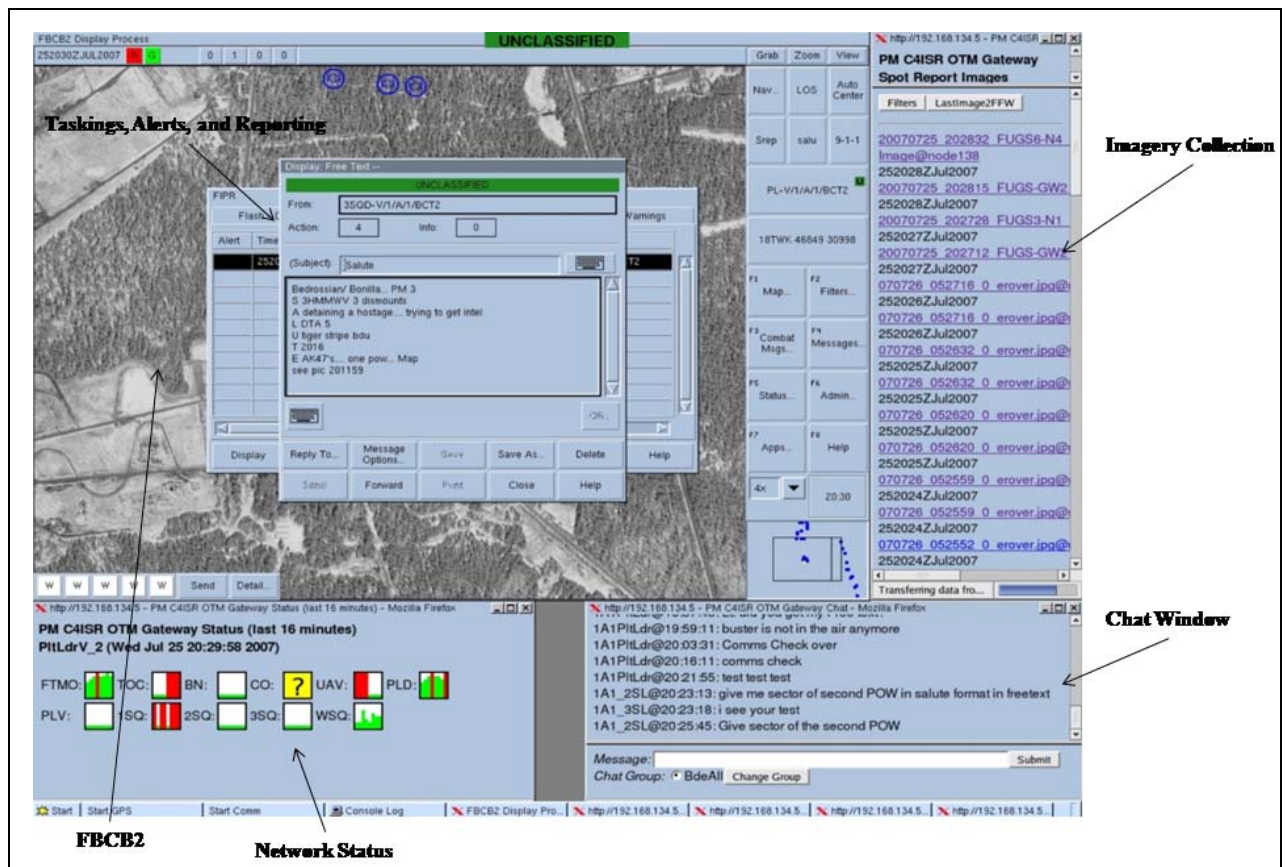 FBCB2 Display Process
UNCLASSIFIED
252030ZJUL2007 R G 0 1 0 0
Grab Zoom View
Nav... LOS Auto Center
Srep salu 9-1-1
PL-V/1/A/1/BCT2
18TWK 46849 30998
F1 Map... F2 Filters...
F3 Combat Msgs... F4 Messages...
F5 Status... F6 Admin...
F7 Apps... F8 Help
4x 20:30
Taskings, Alerts, and Reporting
FIPR
Warnings
Alert Time
Display Help
Display: Free Text --
UNCLASSIFIED
From: 3SQD-V/1/A/1/BCT2
Action: 4 Info: 0
(Subject) Salute
Bedrossian/ Bonilla... PM 3
S 3HMMWV 3 dismounts
A detaining a hostage.... trying to get intel
L DTA 5
U tiger stripe bdu
T 2016
E AK47's.... one pow... Map
see pic 201159
Reply To... Message Options... Save Save As... Delete Help
Send Forward Print Close Help
W W W W W Send Detail...
http://192.168.134.5 - PM C4ISR
PM C4ISR OTM Gateway
Spot Report Images
Filters LastImage2FFW
20070725_202832_FUGS6-N4
Image@node138
252028ZJul2007
20070725_202815_FUGS-GW2
252028ZJul2007
20070725_202728_FUGS3-N1
252027ZJul2007
20070725_202712_FUGS-GW2
252027ZJul2007
070726_052716_0_erover.jpg@
252026ZJul2007
070726_052716_0_erover.jpg@
252026ZJul2007
070726_052632_0_erover.jpg@
252025ZJul2007
070726_052632_0_erover.jpg@
252025ZJul2007
070726_052620_0_erover.jpg@
252025ZJul2007
070726_052620_0_erover.jpg@
252025ZJul2007
070726_052559_0_erover.jpg@
252024ZJul2007
070726_052559_0_erover.jpg@
252024ZJul2007
070726_052552_0_erover.jpg@
252024ZJul2007
Transferring data fro...
Imagery Collection
http://192.168.134.5 - PM C4ISR OTM Gateway Status (last 16 minutes) - Mozilla Firefox
PM C4ISR OTM Gateway Status (last 16 minutes)
PltLdrV_2 (Wed Jul 25 20:29:58 2007)
FTMO: TOC: BN: CO: ? UAV: PLD:
PLV: 1SQ: 2SQ: 3SQ: WSQ:
http://192.168.134.5 - PM C4ISR OTM Gateway Chat - Mozilla Firefox
1A1PltLdr@19:59:11: buster is not in the air anymore
1A1PltLdr@20:03:31: Comms Check over
1A1PltLdr@20:16:11: comms check
1A1PltLdr@20:21:55: test test test
1A1_2SL@20:23:13: give me sector of second POW in salute format in freetext
1A1_3SL@20:23:18: i see your test
1A1_2SL@20:25:45: Give sector of the second POW
Message: Submit
Chat Group: BdeAll Change Group
Chat Window
Start Start GPS Start Comm Console Log FBCB2 Display Pro... http://192.168.134.5... http://192.168.134.5... http://192.168.134.5... http://192.168.134.5...
FBCB2
Network Status